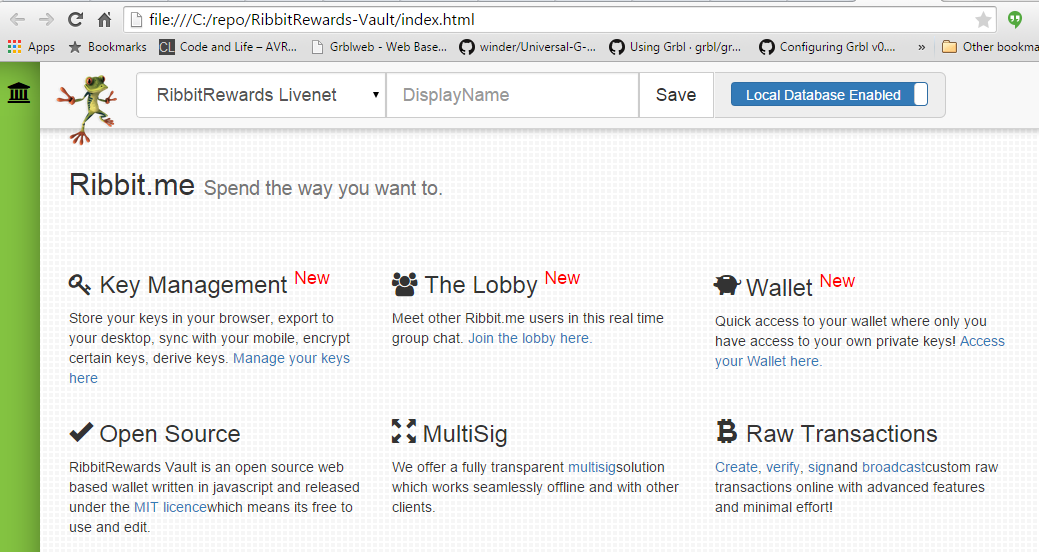 file:///C:/repo/RibbitRewards-Vault/index.html
Apps Bookmarks CL Code and Life – AVR... Grblweb - Web Base... winder/Universal-G-... Using Grbl · grbl/gr... Configuring Grbl v0.... » Other bookma
RibbitRewards Livenet DisplayName Save Local Database Enabled
Ribbit.me Spend the way you want to.
Key Management New
Store your keys in your browser, export to
your desktop, sync with your mobile, encrypt
certain keys, derive keys. Manage your keys
here
The Lobby New
Meet other Ribbit.me users in this real time
group chat. Join the lobby here.
Wallet New
Quick access to your wallet where only you
have access to your own private keys! Access
your Wallet here.
Open Source
RibbitRewards Vault is an open source web
based wallet written in javascript and released
under the MIT licencewhich means its free to
use and edit.
MultiSig
We offer a fully transparent multisigsolution
which works seamlessly offline and with other
clients.
Raw Transactions
Create, verify, signand broadcastcustom raw
transactions online with advanced features
and minimal effort!